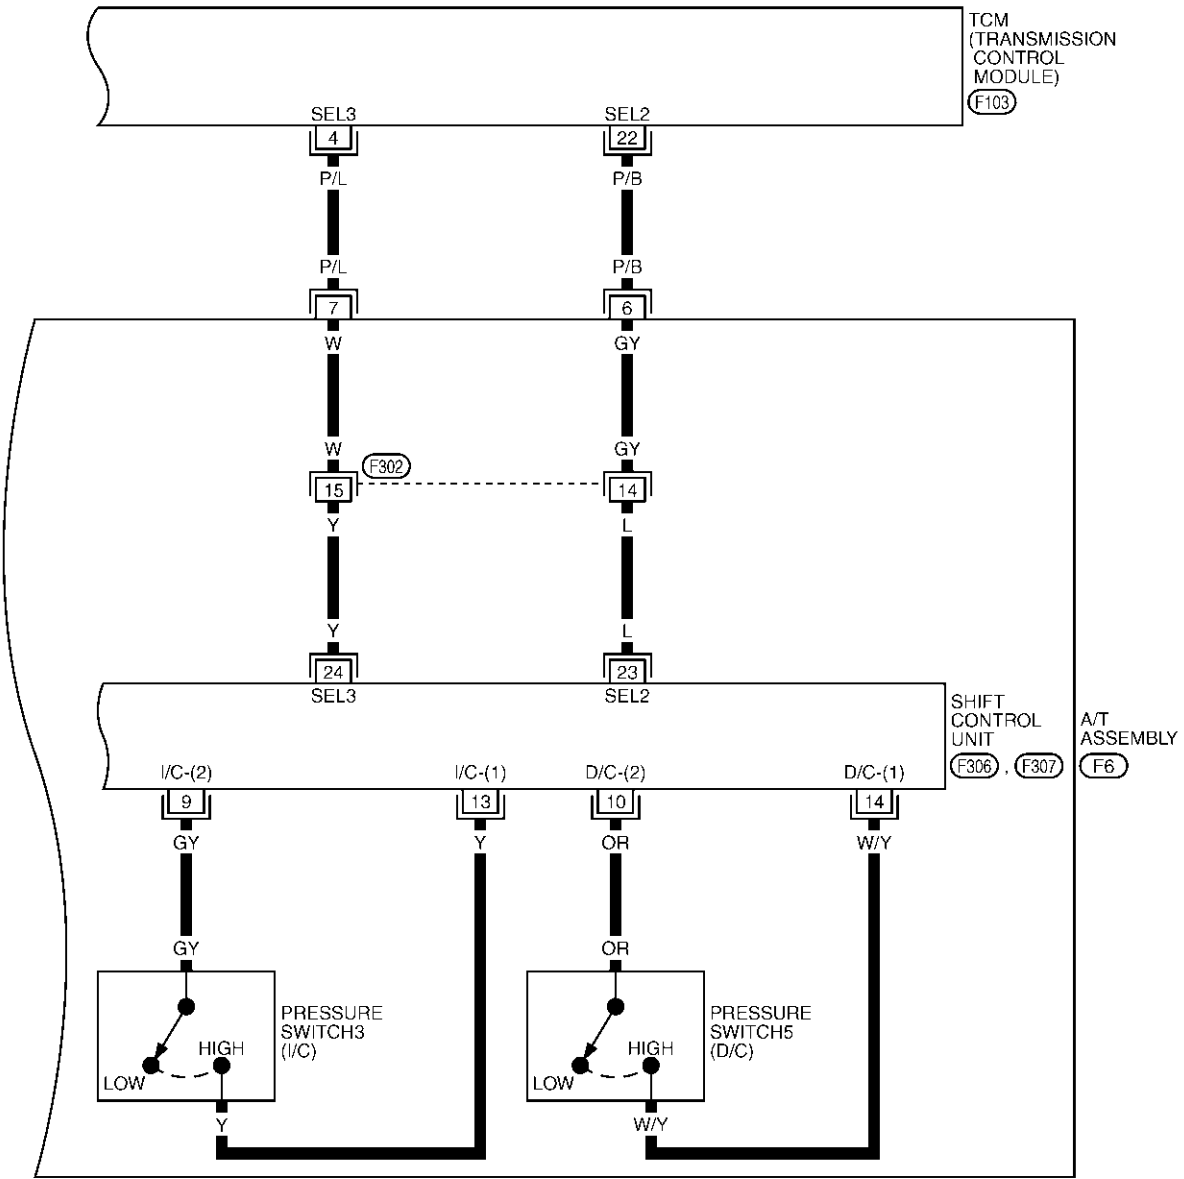 TCM
(TRANSMISSION
CONTROL
MODULE)
F103
SEL3
SEL2
4
22
P/L
P/B
P/L
P/B
7
6
W
GY
W
GY
F302
15
14
Y
L
Y
L
24
23
SEL3
SEL2
SHIFT
CONTROL
UNIT
F306 , F307
A/T
ASSEMBLY
F6
I/C-(2)
I/C-(1)
D/C-(2)
D/C-(1)
9
13
10
14
GY
Y
OR
W/Y
GY
OR
PRESSURE
SWITCH3
(I/C)
HIGH
LOW
PRESSURE
SWITCH5
(D/C)
HIGH
LOW
Y
W/Y